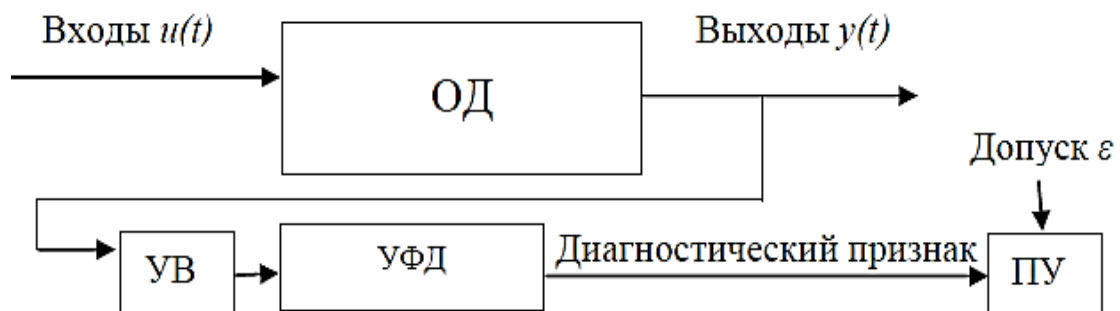 Входы u(t)
Выходы y(t)
ОД
Допуск ε
УВ
УФД
Диагностический признак
ПУ